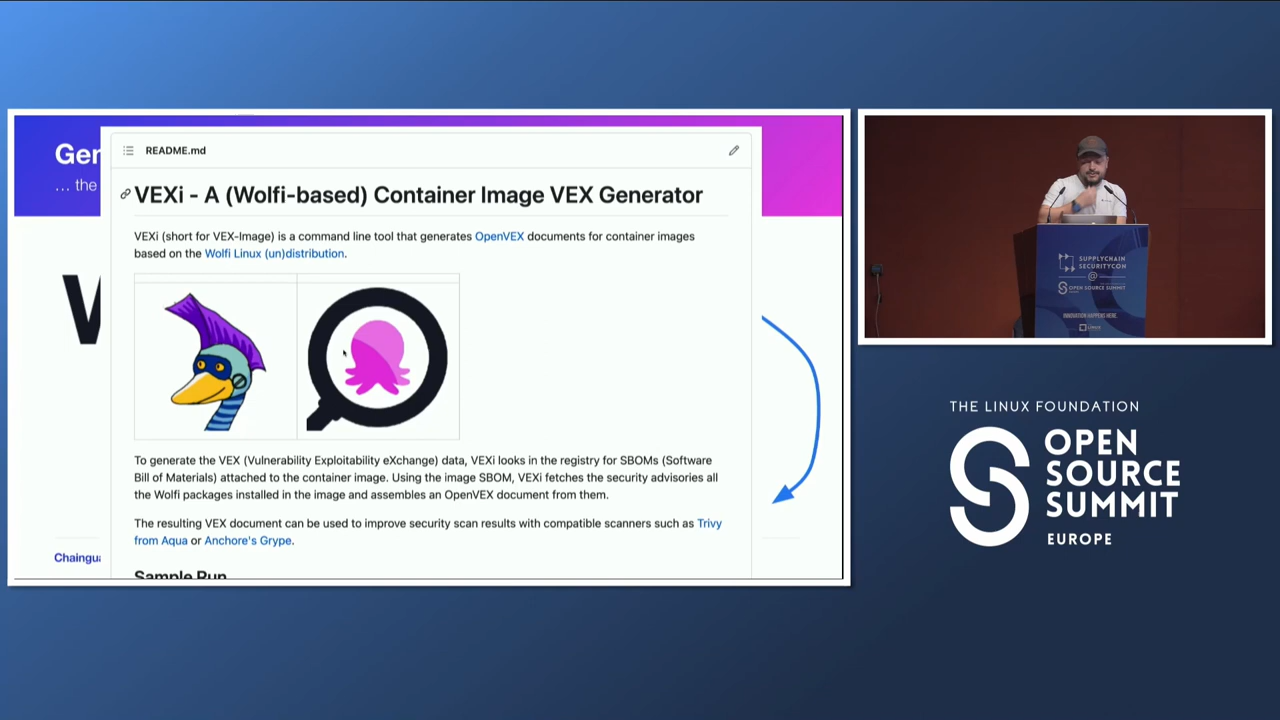 Gen
… the
README.md
VEXi - A (Wolfi-based) Container Image VEX Generator
VEXi (short for VEX-Image) is a command line tool that generates OpenVEX documents for container images
based on the Wolfi Linux (un)distribution.
To generate the VEX (Vulnerability Exploitability eXchange) data, VEXi looks in the registry for SBOMs (Software
Bill of Materials) attached to the container image. Using the image SBOM, VEXi fetches the security advisories all
the Wolfi packages installed in the image and assembles an OpenVEX document from them.
The resulting VEX document can be used to improve security scan results with compatible scanners such as Trivy
from Aqua or Anchore's Grype.
Sample Run
Chaingua
SUPPLYCHAIN
SECURITYCON
@
OPEN SOURCE SUMMIT
INNOVATION HAPPENS HERE.
THE LINUX FOUNDATION
OPEN
SOURCE
SUMMIT
EUROPE